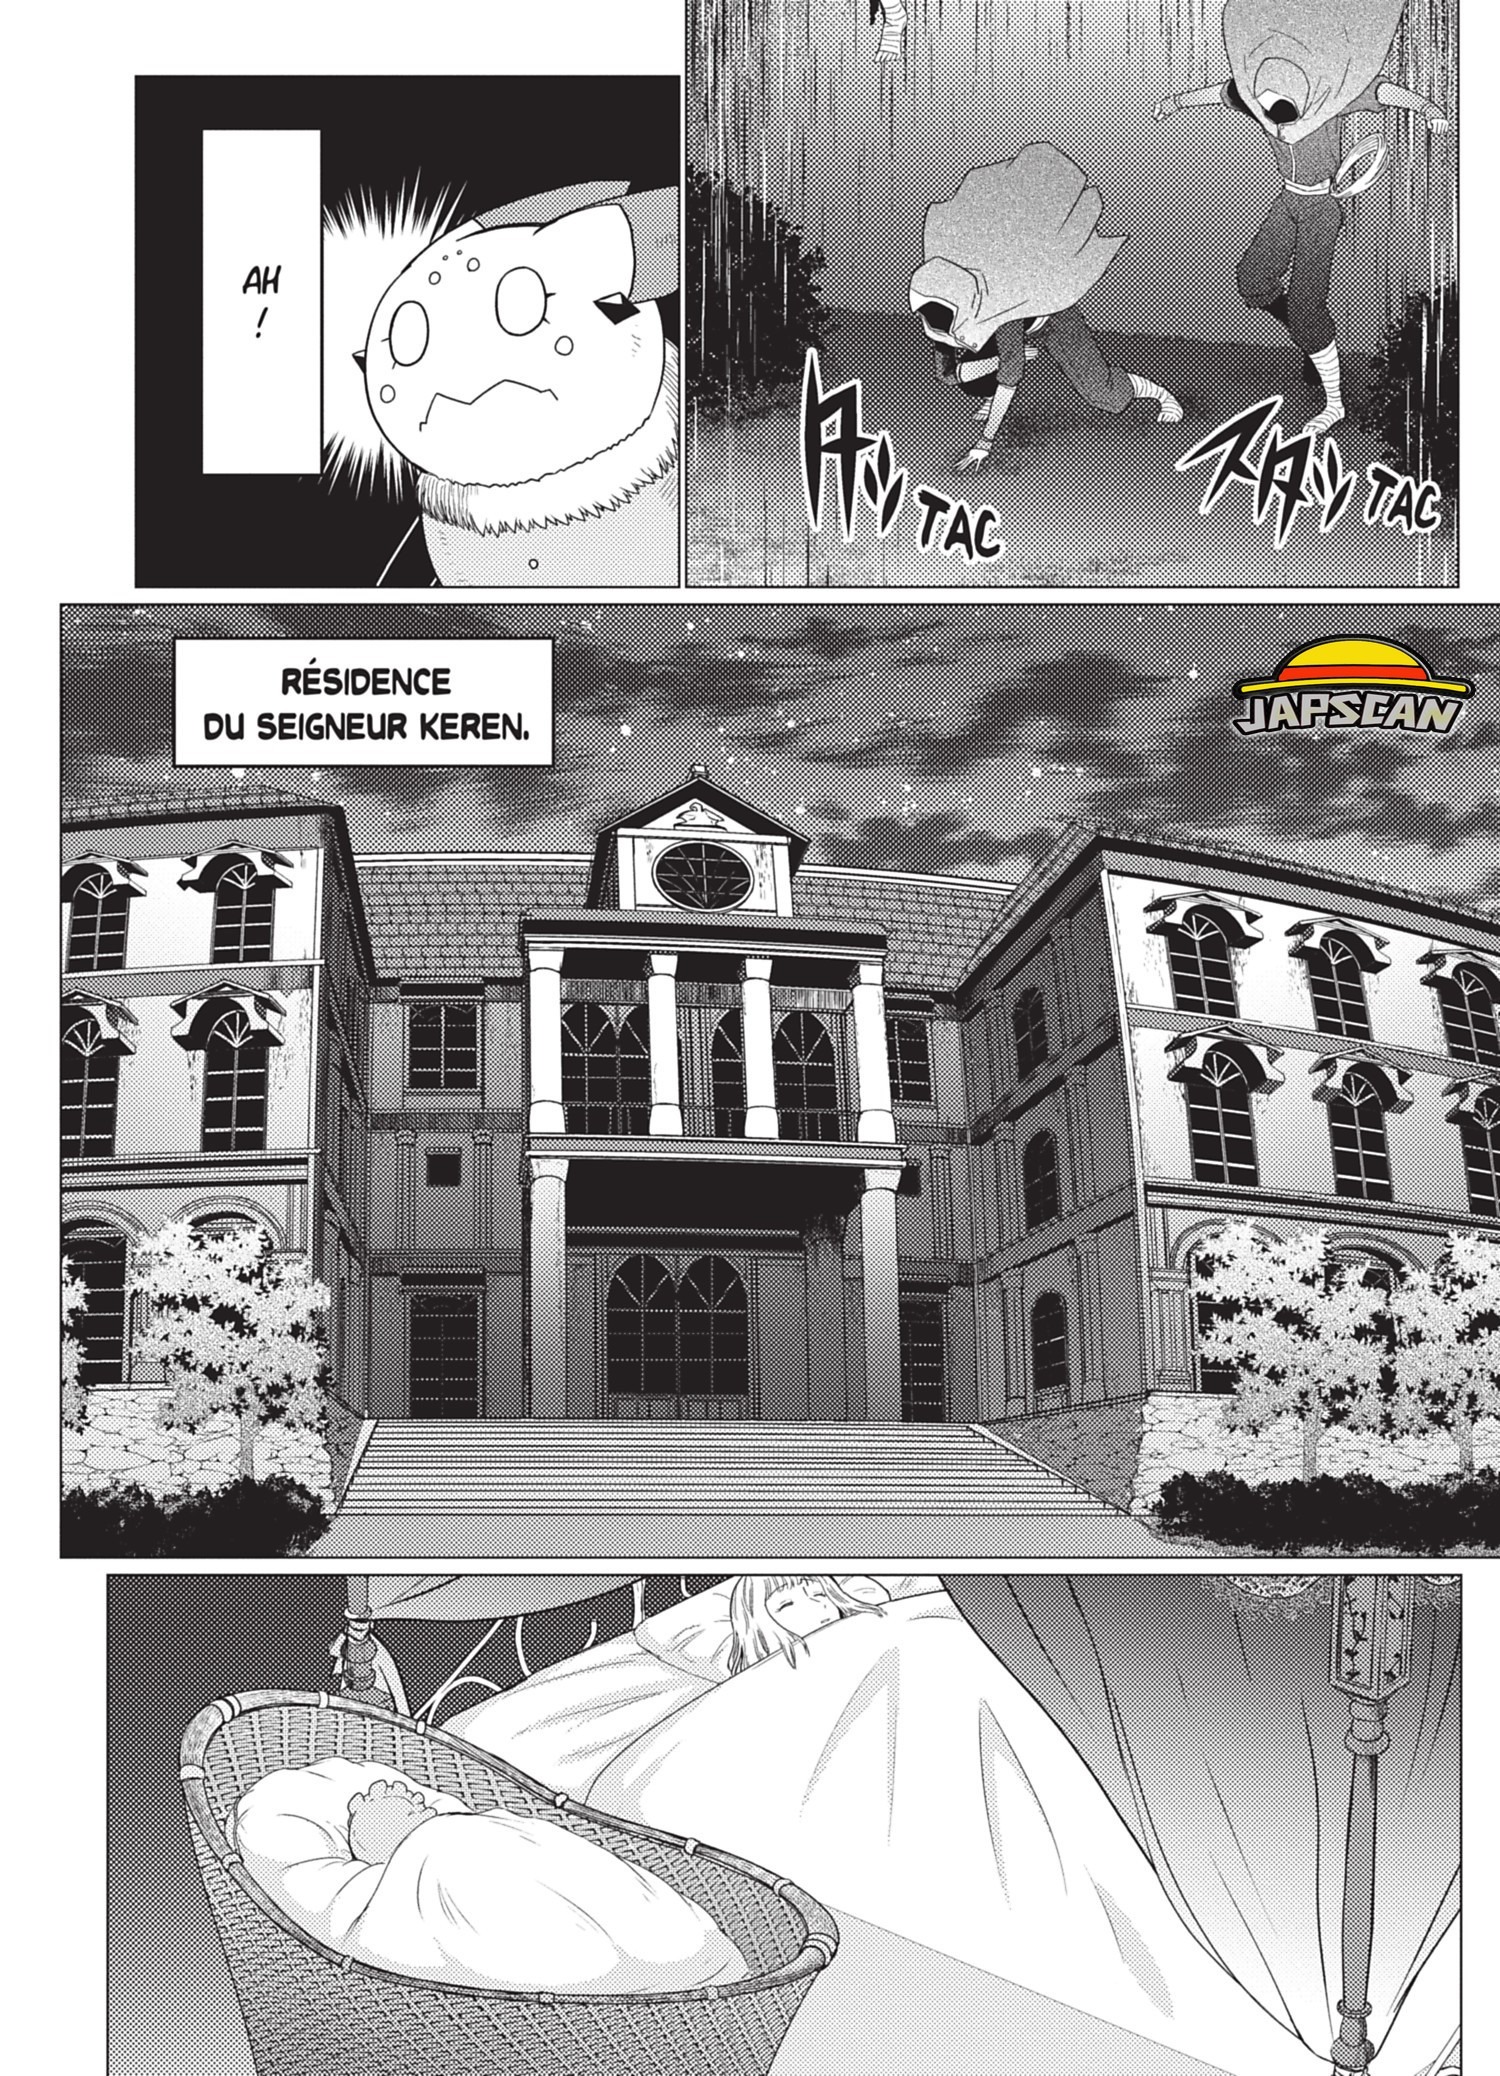 スタッ
TAC
タッ
TAC
AH
!
RÉSIDENCE
DU SEIGNEUR KEREN.
JAPSCAN